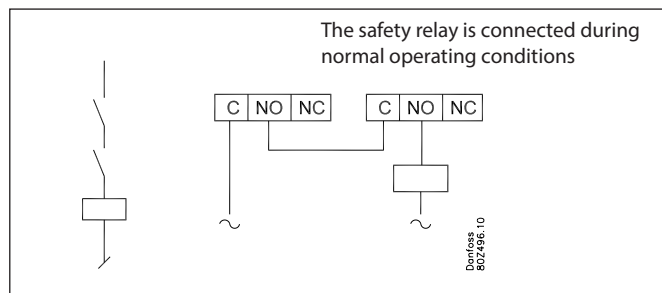 The safety relay is connected during
normal operating conditions
C NO NC
C NO NC
Danfoss
80Z496.10